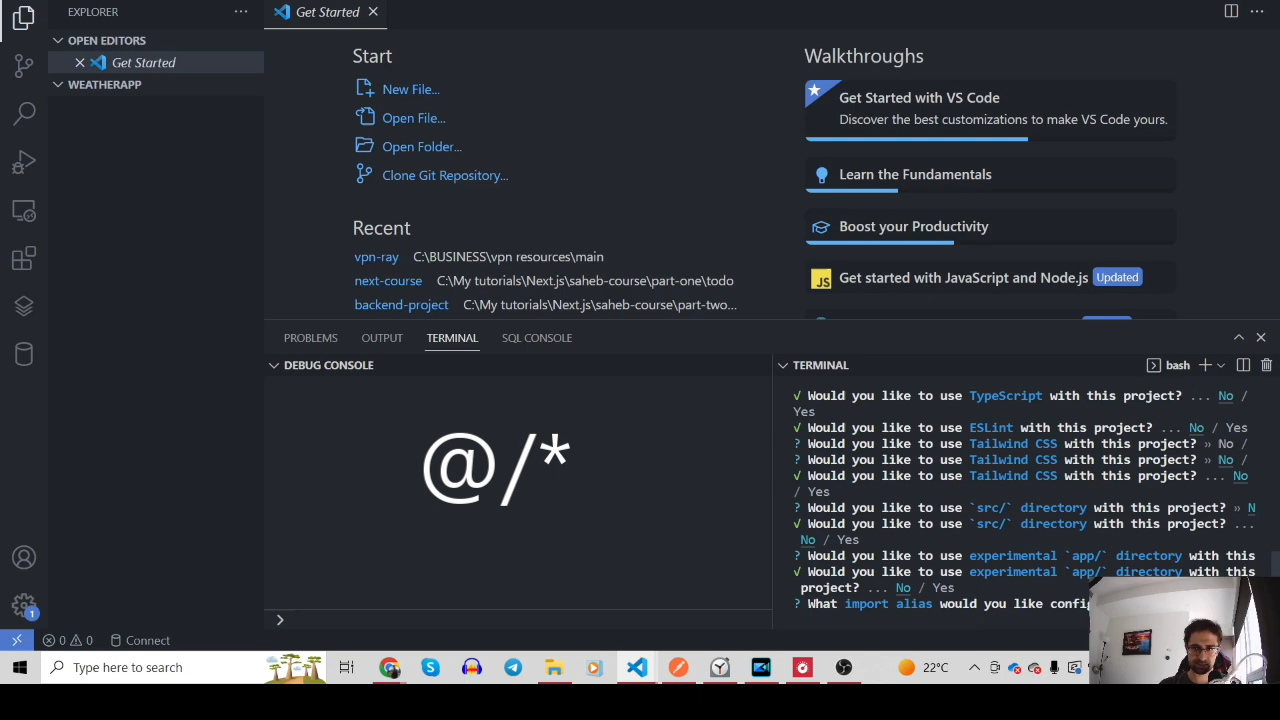 EXPLORER
OPEN EDITORS
Get Started
WEATHERAPP
Get Started
Start
New File...
Open File...
Open Folder...
Clone Git Repository...
Recent
vpn-ray C:\BUSINESS\vpn resources\main
next-course C:\My tutorials\Next.js\saheb-course\part-one\todo
backend-project C:\My tutorials\Next.js\saheb-course\part-two...
Walkthroughs
Get Started with VS Code
Discover the best customizations to make VS Code yours.
Learn the Fundamentals
Boost your Productivity
JS Get started with JavaScript and Node.js Updated
PROBLEMS OUTPUT TERMINAL SQL CONSOLE
DEBUG CONSOLE
@/*
TERMINAL
bash
√ Would you like to use TypeScript with this project? ... No /
Yes
√ Would you like to use ESLint with this project? ... No / Yes
? Would you like to use Tailwind CSS with this project? » No /
? Would you like to use Tailwind CSS with this project? » No /
√ Would you like to use Tailwind CSS with this project? ... No
/ Yes
? Would you like to use `src/` directory with this project? » N
√ Would you like to use `src/` directory with this project? ...
No / Yes
? Would you like to use experimental `app/` directory with this
√ Would you like to use experimental `app/` directory with this
project? ... No / Yes
? What import alias would you like config
1
0 0 Connect
Type here to search
22°C